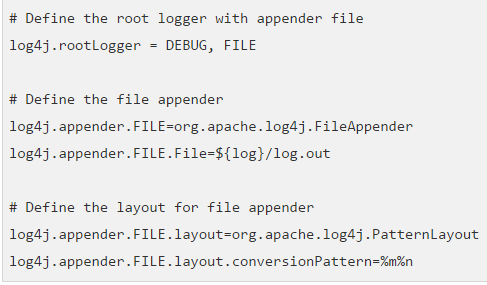 # Define the root logger with appender file
log4j.rootLogger = DEBUG, FILE
# Define the file appender
log4j.appender.FILE=org.apache.log4j.FileAppender
log4j.appender.FILE.File=${log}/log.out
# Define the layout for file appender
log4j.appender.FILE.layout=org.apache.log4j.PatternLayout
log4j.appender.FILE.layout.conversionPattern=%m%n